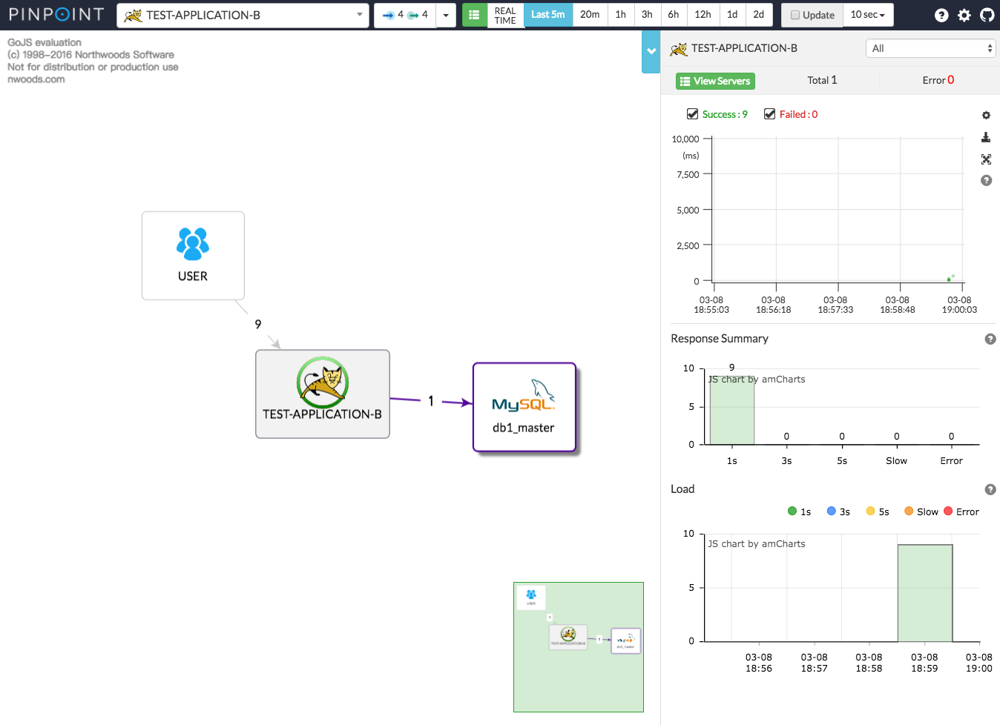 PINPOINT
TEST-APPLICATION-B
4 4
REAL TIME
Last 5m
20m
1h
3h
6h
12h
1d
2d
Update
10 sec
GoJS evaluation
(c) 1998-2016 Northwoods Software
Not for distribution or production use
nwoods.com
USER
9
TEST-APPLICATION-B
1
MySQL
db1_master
USER
9
TEST-APPLICATION-B
1
MySQL
db1_master
TEST-APPLICATION-B
All
View Servers
Total 1
Error 0
Success : 9
Failed : 0
10,000
(ms)
7,500
5,000
2,500
0
03-08 03-08 03-08 03-08 03-08
18:55:03 18:56:18 18:57:33 18:58:48 19:00:03
Response Summary
10
9
JS chart by amCharts
5
0 0 0 0
0
1s 3s 5s Slow Error
Load
1s 3s 5s Slow Error
10
JS chart by amCharts
5
0
03-08 03-08 03-08 03-08 03-08
18:56 18:57 18:58 18:59 19:00